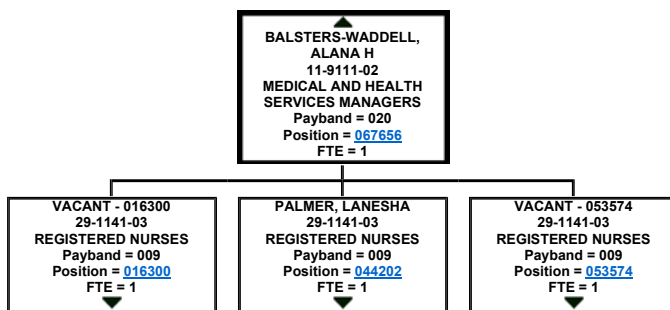 BALSTERS-WADDELL,
ALANA H
11-9111-02
MEDICAL AND HEALTH
SERVICES MANAGERS
Payband = 020
Position = 067656
FTE = 1
VACANT - 016300
29-1141-03
REGISTERED NURSES
Payband = 009
Position = 016300
FTE = 1
PALMER, LANESHA
29-1141-03
REGISTERED NURSES
Payband = 009
Position = 044202
FTE = 1
VACANT - 053574
29-1141-03
REGISTERED NURSES
Payband = 009
Position = 053574
FTE = 1